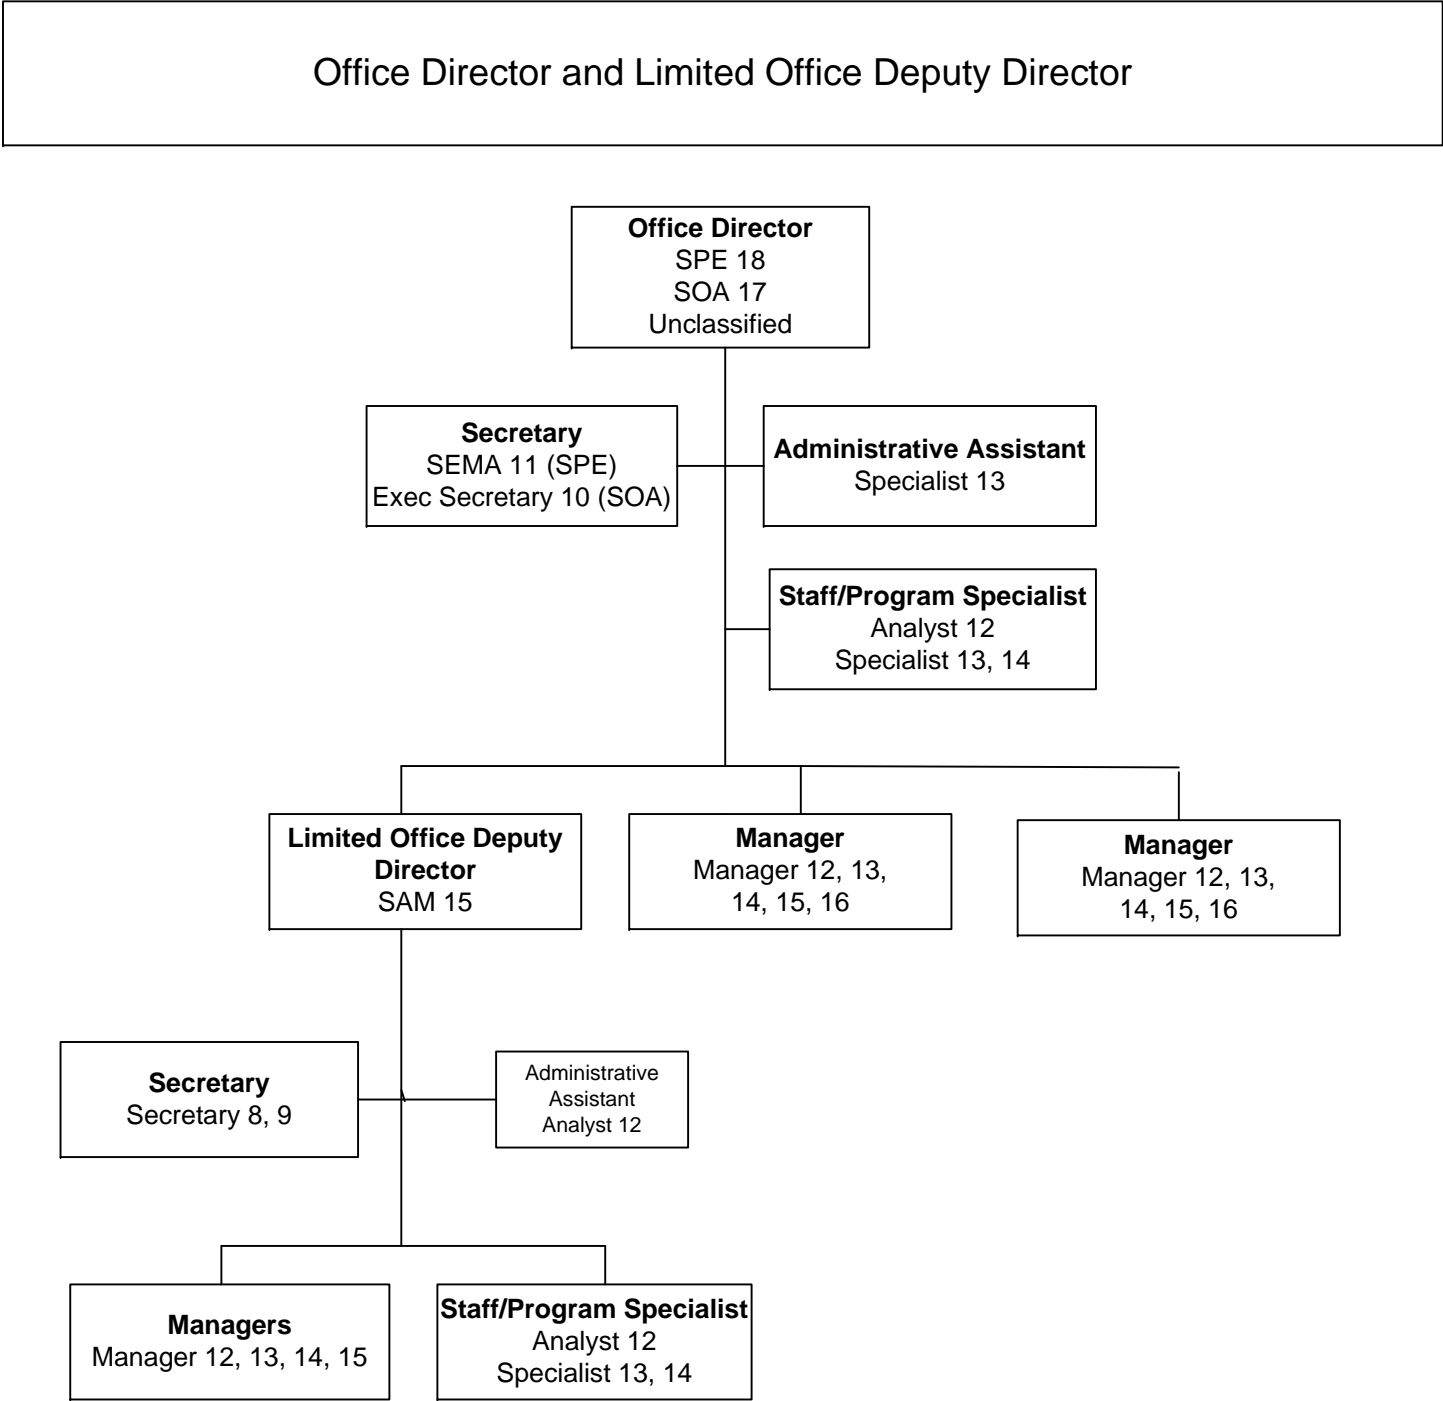 Office Director and Limited Office Deputy Director
Office Director
SPE 18
SOA 17
Unclassified
Secretary
SEMA 11 (SPE)
Exec Secretary 10 (SOA)
Administrative Assistant
Specialist 13
Staff/Program Specialist
Analyst 12
Specialist 13, 14
Limited Office Deputy
Director
SAM 15
Manager
Manager 12, 13,
14, 15, 16
Manager
Manager 12, 13,
14, 15, 16
Secretary
Secretary 8, 9
Administrative
Assistant
Analyst 12
Managers
Manager 12, 13, 14, 15
Staff/Program Specialist
Analyst 12
Specialist 13, 14